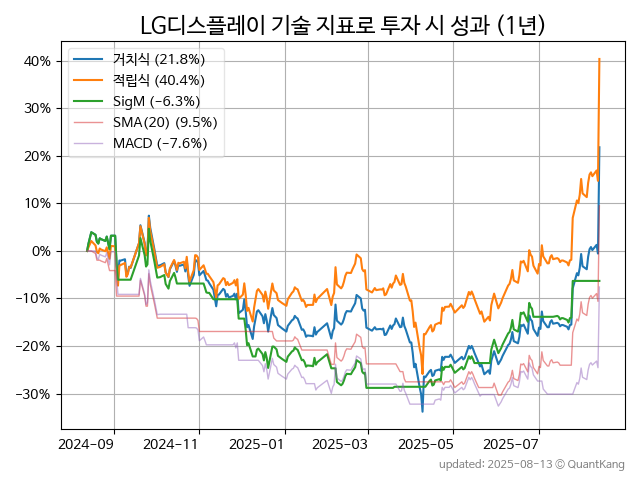 LG디스플레이 기술 지표로 투자 시 성과 (1년)
거치식 (21.8%)
적립식 (40.4%)
SigM (−6.3%)
SMA(20) (9.5%)
MACD (−7.6%)
40%
30%
20%
10%
0%
−10%
−20%
−30%
2024-09 2024-11 2025-01 2025-03 2025-05 2025-07
updated: 2025-08-13 © QuantKang